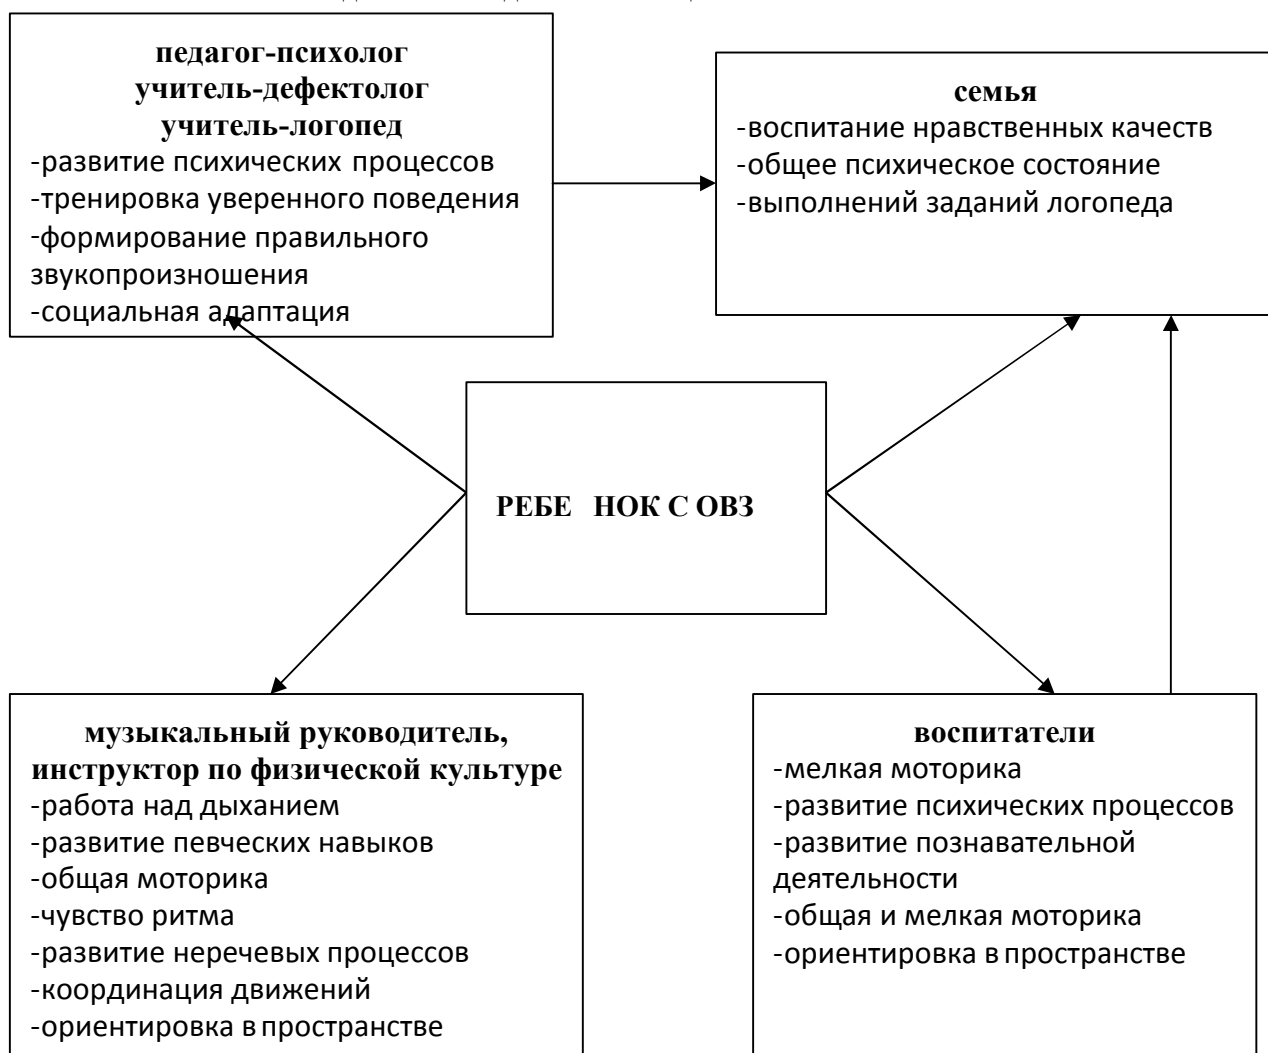 педагог-психолог
учитель-дефектолог
учитель-логопед
-развитие психических процессов
-тренировка уверенного поведения
-формирование правильного
звукопроизношения
-социальная адаптация
семья
-воспитание нравственных качеств
-общее психическое состояние
-выполнений заданий логопеда
РЕБЕ НОК С ОВЗ
музыкальный руководитель,
инструктор по физической культуре
-работа над дыханием
-развитие певческих навыков
-общая моторика
-чувство ритма
-развитие неречевых процессов
-координация движений
-ориентировка в пространстве
воспитатели
-мелкая моторика
-развитие психических процессов
-развитие познавательной
деятельности
-общая и мелкая моторика
-ориентировка в пространстве